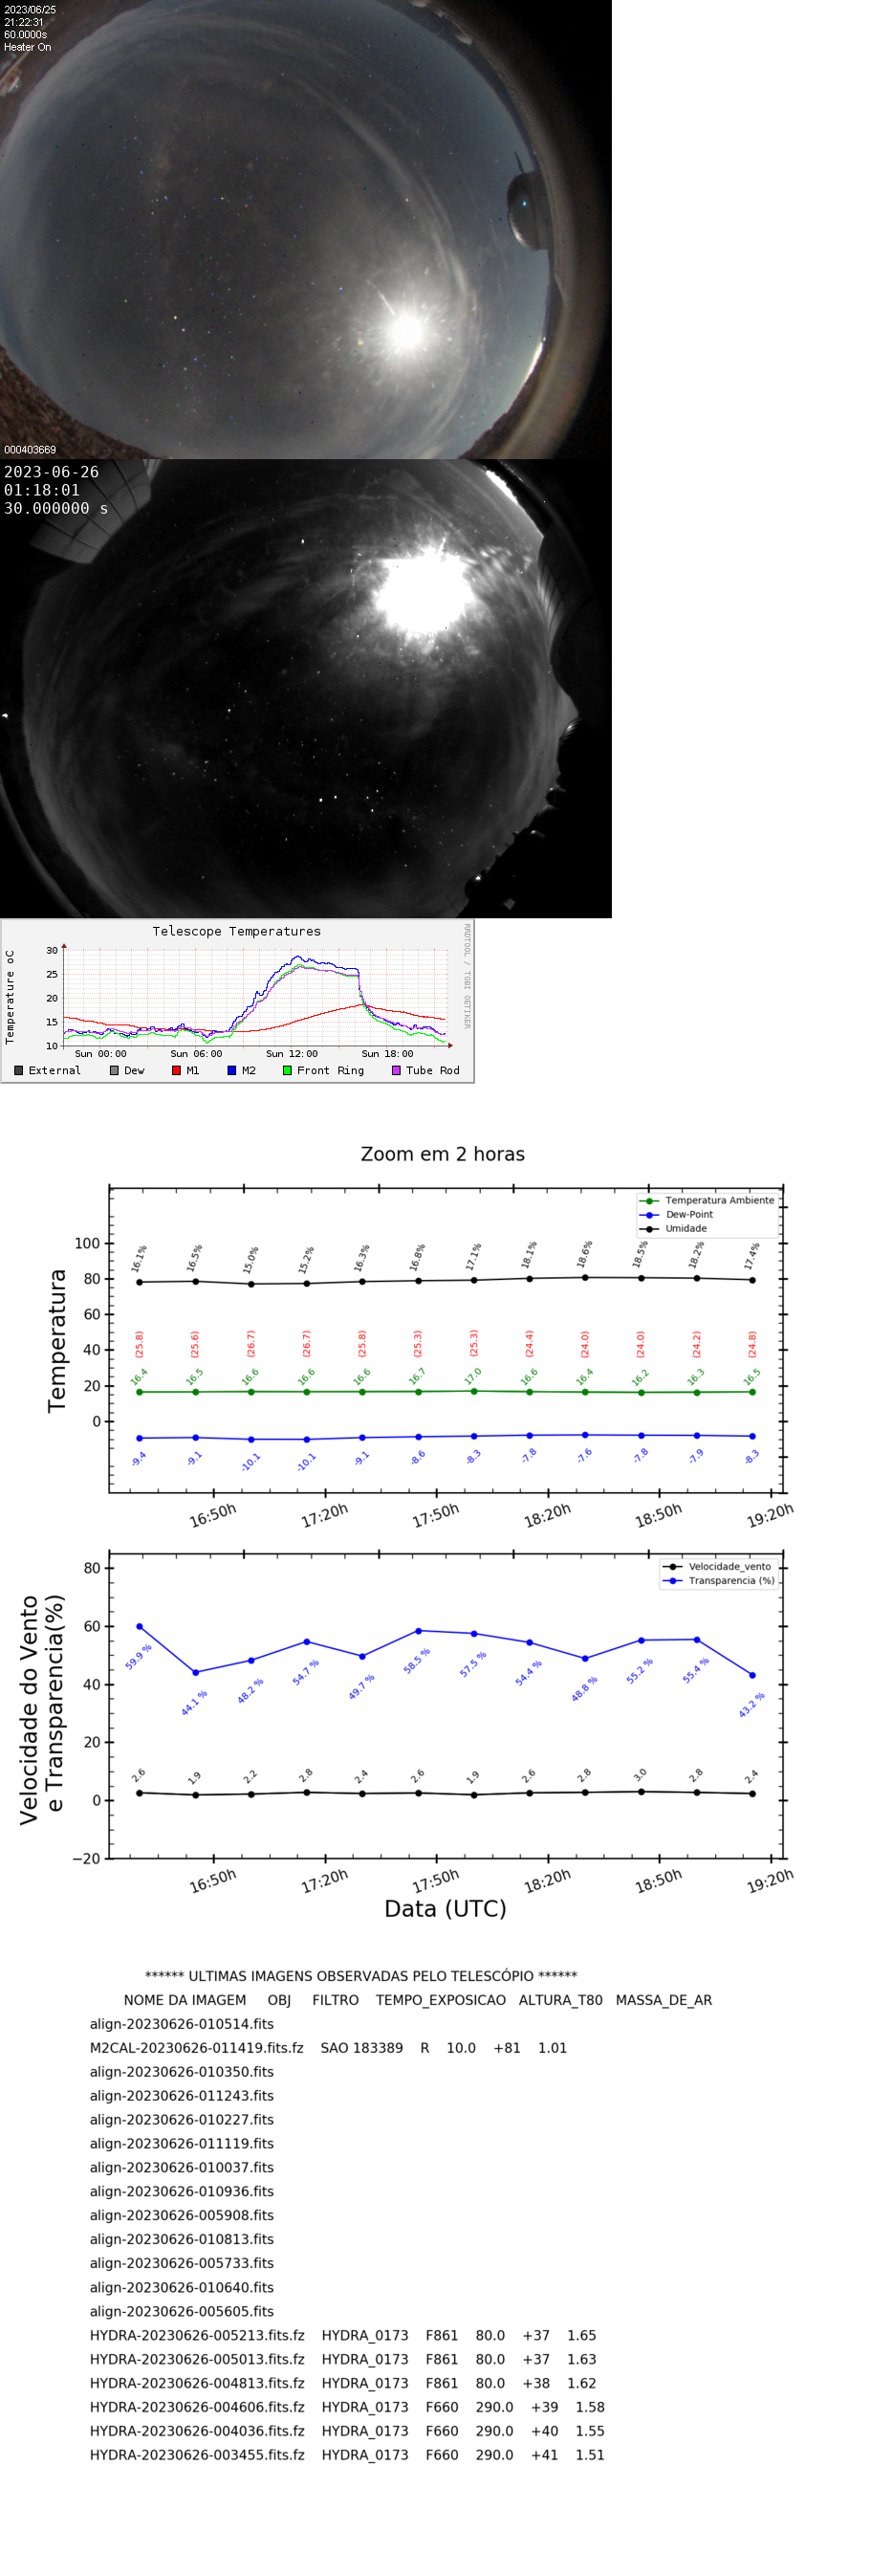 2023/06/25
21:22:31
60.0000s
Heater On
000403669
2023-06-26
01:18:01
30.000000 s
Telescope Temperatures
RRDTOOL / TOBI OETIKER
Temperature oC
30
25
20
15
10
Sun 00:00 Sun 06:00 Sun 12:00 Sun 18:00
External Dew M1 M2 Front Ring Tube Rod
Zoom em 2 horas
Temperatura Ambiente
Dew-Point
Umidade
Temperatura
100
80
60
40
20
0
16.1% 16.5% 15.0% 15.2% 16.3% 16.8% 17.1% 18.1% 18.6% 18.5% 18.2% 17.4%
(25.8) (25.6) (26.7) (26.7) (25.8) (25.3) (25.3) (24.4) (24.0) (24.0) (24.2) (24.8)
16.4 16.5 16.6 16.6 16.6 16.7 17.0 16.6 16.4 16.2 16.3 16.5
-9.4 -9.1 -10.1 -10.1 -9.1 -8.6 -8.3 -7.8 -7.6 -7.8 -7.9 -8.3
16:50h 17:20h 17:50h 18:20h 18:50h 19:20h
Velocidade_vento
Transparencia (%)
Velocidade do Vento
e Transparencia(%)
80
60
40
20
0
−20
59.9 % 44.1 % 48.2 % 54.7 % 49.7 % 58.5 % 57.5 % 54.4 % 48.8 % 55.2 % 55.4 % 43.2 %
2.6 1.9 2.2 2.8 2.4 2.6 1.9 2.6 2.8 3.0 2.8 2.4
16:50h 17:20h 17:50h 18:20h 18:50h 19:20h
Data (UTC)
****** ULTIMAS IMAGENS OBSERVADAS PELO TELESCÓPIO ******
NOME DA IMAGEM OBJ FILTRO TEMPO_EXPOSICAO ALTURA_T80 MASSA_DE_AR
align-20230626-010514.fits
M2CAL-20230626-011419.fits.fz SAO 183389 R 10.0 +81 1.01
align-20230626-010350.fits
align-20230626-011243.fits
align-20230626-010227.fits
align-20230626-011119.fits
align-20230626-010037.fits
align-20230626-010936.fits
align-20230626-005908.fits
align-20230626-010813.fits
align-20230626-005733.fits
align-20230626-010640.fits
align-20230626-005605.fits
HYDRA-20230626-005213.fits.fz HYDRA_0173 F861 80.0 +37 1.65
HYDRA-20230626-005013.fits.fz HYDRA_0173 F861 80.0 +37 1.63
HYDRA-20230626-004813.fits.fz HYDRA_0173 F861 80.0 +38 1.62
HYDRA-20230626-004606.fits.fz HYDRA_0173 F660 290.0 +39 1.58
HYDRA-20230626-004036.fits.fz HYDRA_0173 F660 290.0 +40 1.55
HYDRA-20230626-003455.fits.fz HYDRA_0173 F660 290.0 +41 1.51